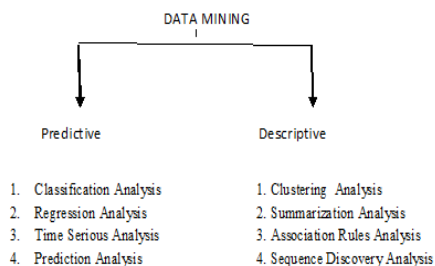 DATA MINING
Predictive
Descriptive
1. Classification Analysis
2. Regression Analysis
3. Time Serious Analysis
4. Prediction Analysis
1. Clustering Analysis
2. Summarization Analysis
3. Association Rules Analysis
4. Sequence Discovery Analysis